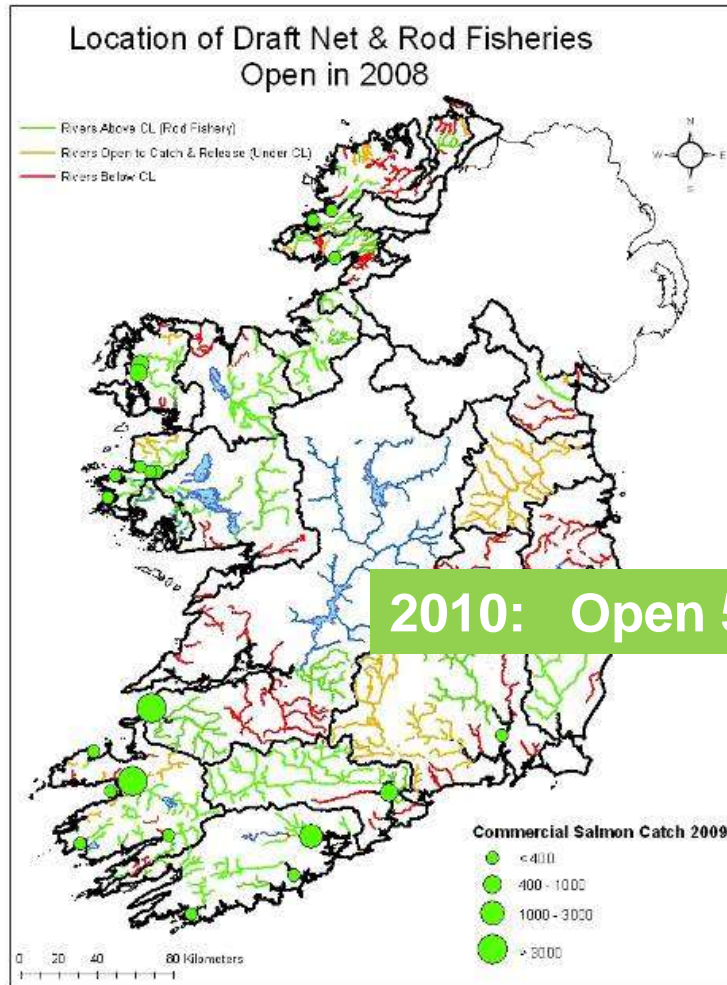 Location of Draft Net & Rod Fisheries
Open in 2008
Rivers Above CL (Rod Fishery)
Rivers Open to Catch & Release (Under CL)
Rivers Below CL
N
W E
S
2010: Open 5
Commercial Salmon Catch 2009
< 400
400 - 1000
1000 - 3000
> 3000
0 20 40 80 Kilometers